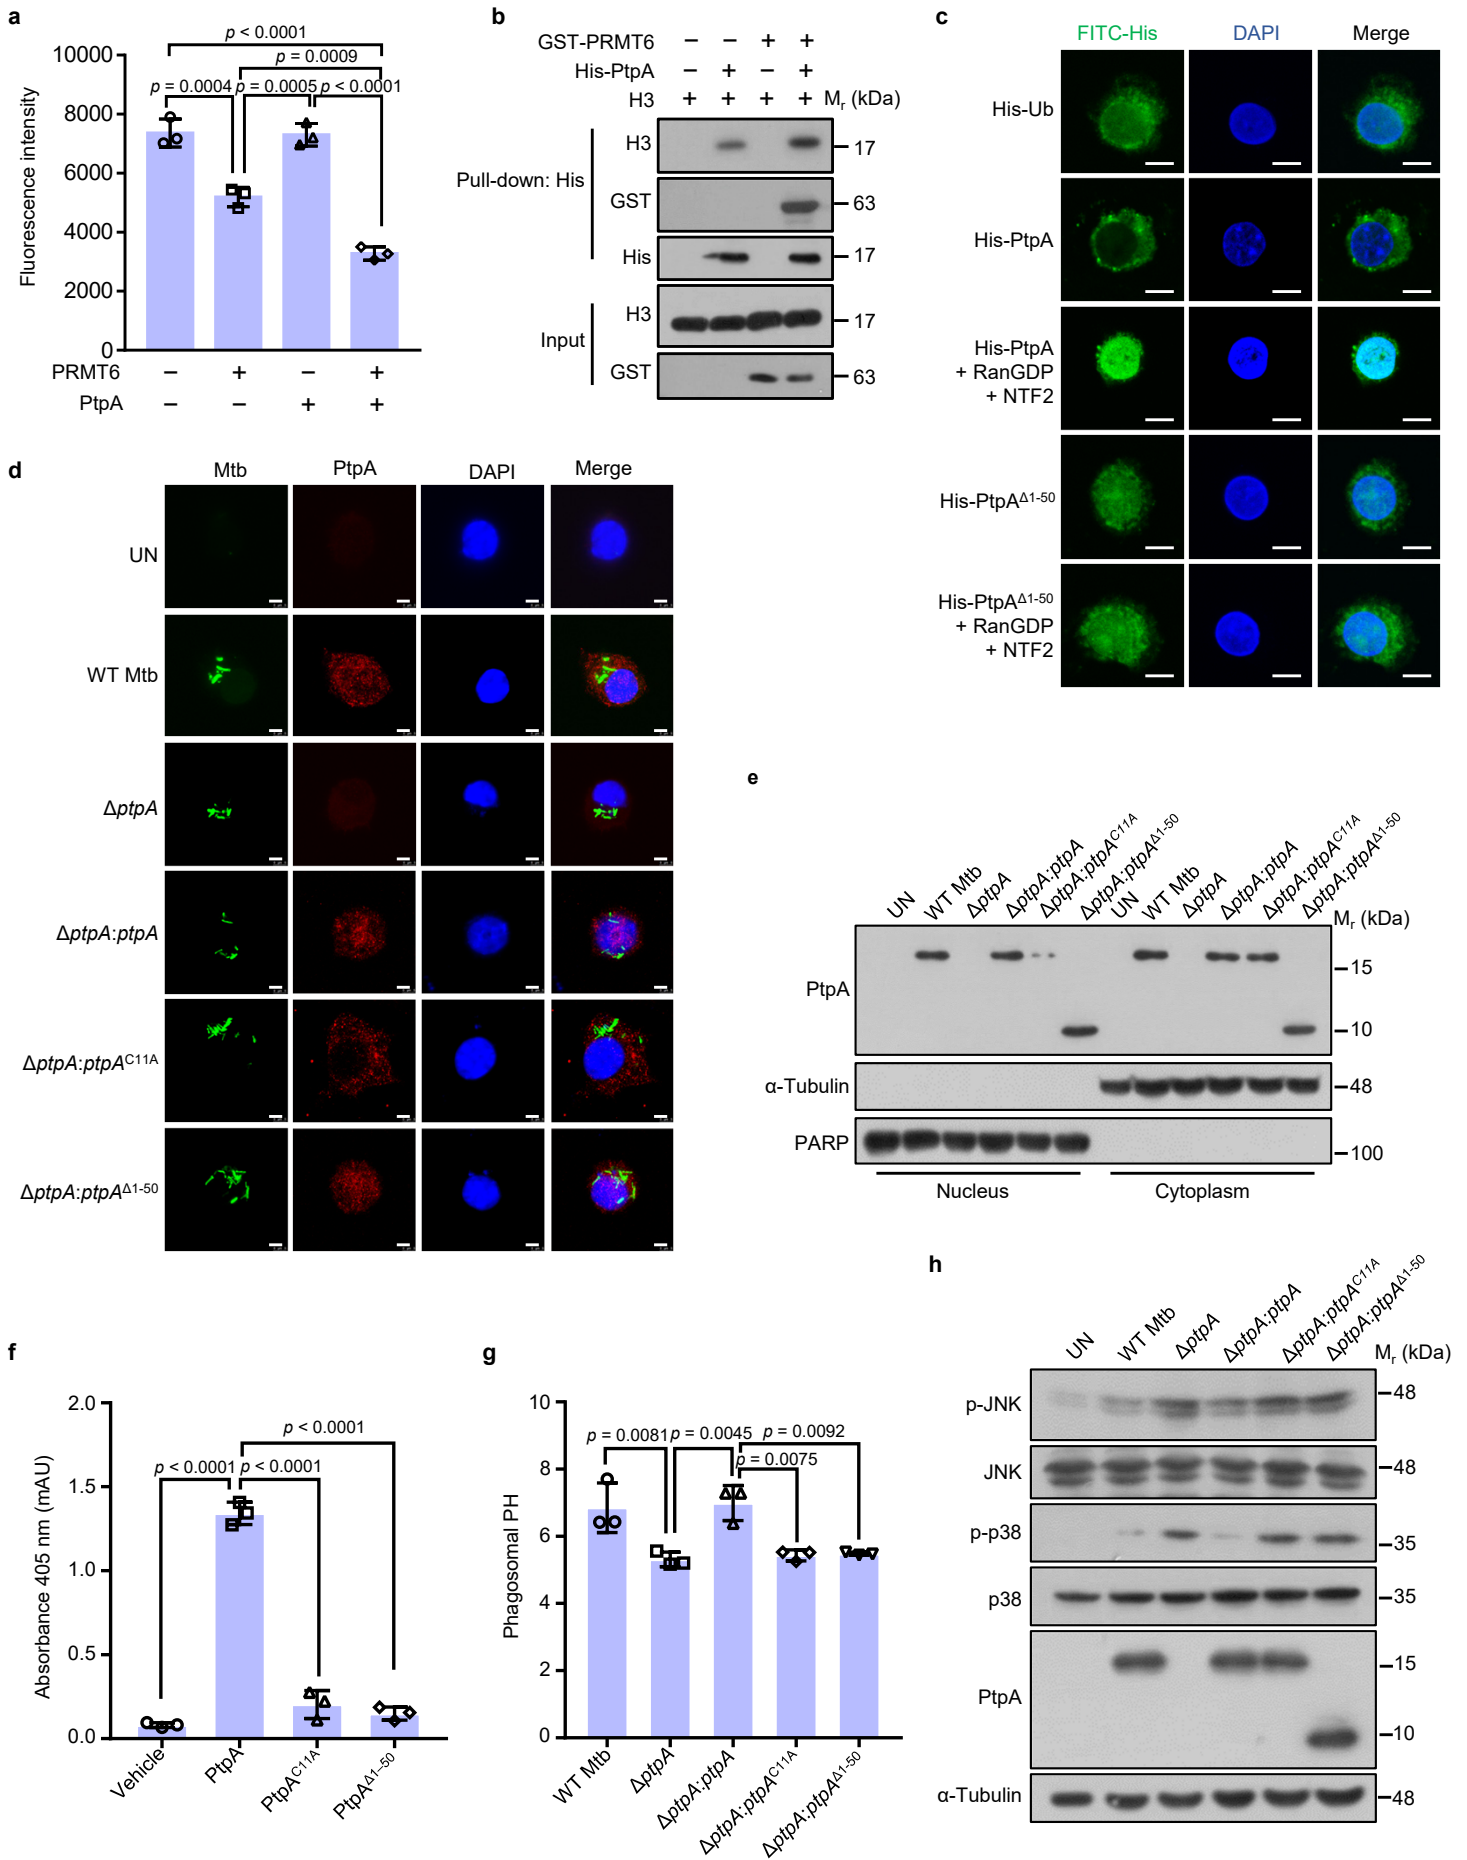 a
p < 0.0001
p = 0.0009
p = 0.0004 p = 0.0005 p < 0.0001
Fluorescence intensity
10000
8000
6000
4000
2000
0
PRMT6 − + − +
PtpA − − + +
b
GST-PRMT6 − − + +
His-PtpA − + − +
H3 + + + + Mr (kDa)
Pull-down: His
H3 17
GST 63
His 17
Input
H3 17
GST 63
c
FITC-His DAPI Merge
His-Ub
His-PtpA
His-PtpA
+ RanGDP
+ NTF2
His-PtpAΔ1-50
His-PtpAΔ1-50
+ RanGDP
+ NTF2
d
Mtb PtpA DAPI Merge
UN
WT Mtb
ΔptpA
ΔptpA:ptpA
ΔptpA:ptpAC11A
ΔptpA:ptpAΔ1-50
e
UN WT Mtb ΔptpA ΔptpA:ptpA ΔptpA:ptpAC11A ΔptpA:ptpAΔ1-50 UN WT Mtb ΔptpA ΔptpA:ptpA ΔptpA:ptpAC11A ΔptpA:ptpAΔ1-50
Mr (kDa)
PtpA 15
10
α-Tubulin 48
PARP 100
Nucleus Cytoplasm
f
Absorbance 405 nm (mAU)
2.0
1.5
1.0
0.5
0.0
p < 0.0001
p < 0.0001 p < 0.0001
Vehicle PtpA PtpAC11A PtpAΔ1−50
g
Phagosomal PH
10
8
6
4
2
0
p = 0.0081 p = 0.0045 p = 0.0092
p = 0.0075
WT Mtb ΔptpA ΔptpA:ptpA ΔptpA:ptpAC11A ΔptpA:ptpAΔ1-50
h
UN WT Mtb ΔptpA ΔptpA:ptpA ΔptpA:ptpAC11A ΔptpA:ptpAΔ1-50
Mr (kDa)
p-JNK 48
JNK 48
p-p38 35
p38 35
PtpA 15
10
α-Tubulin 48